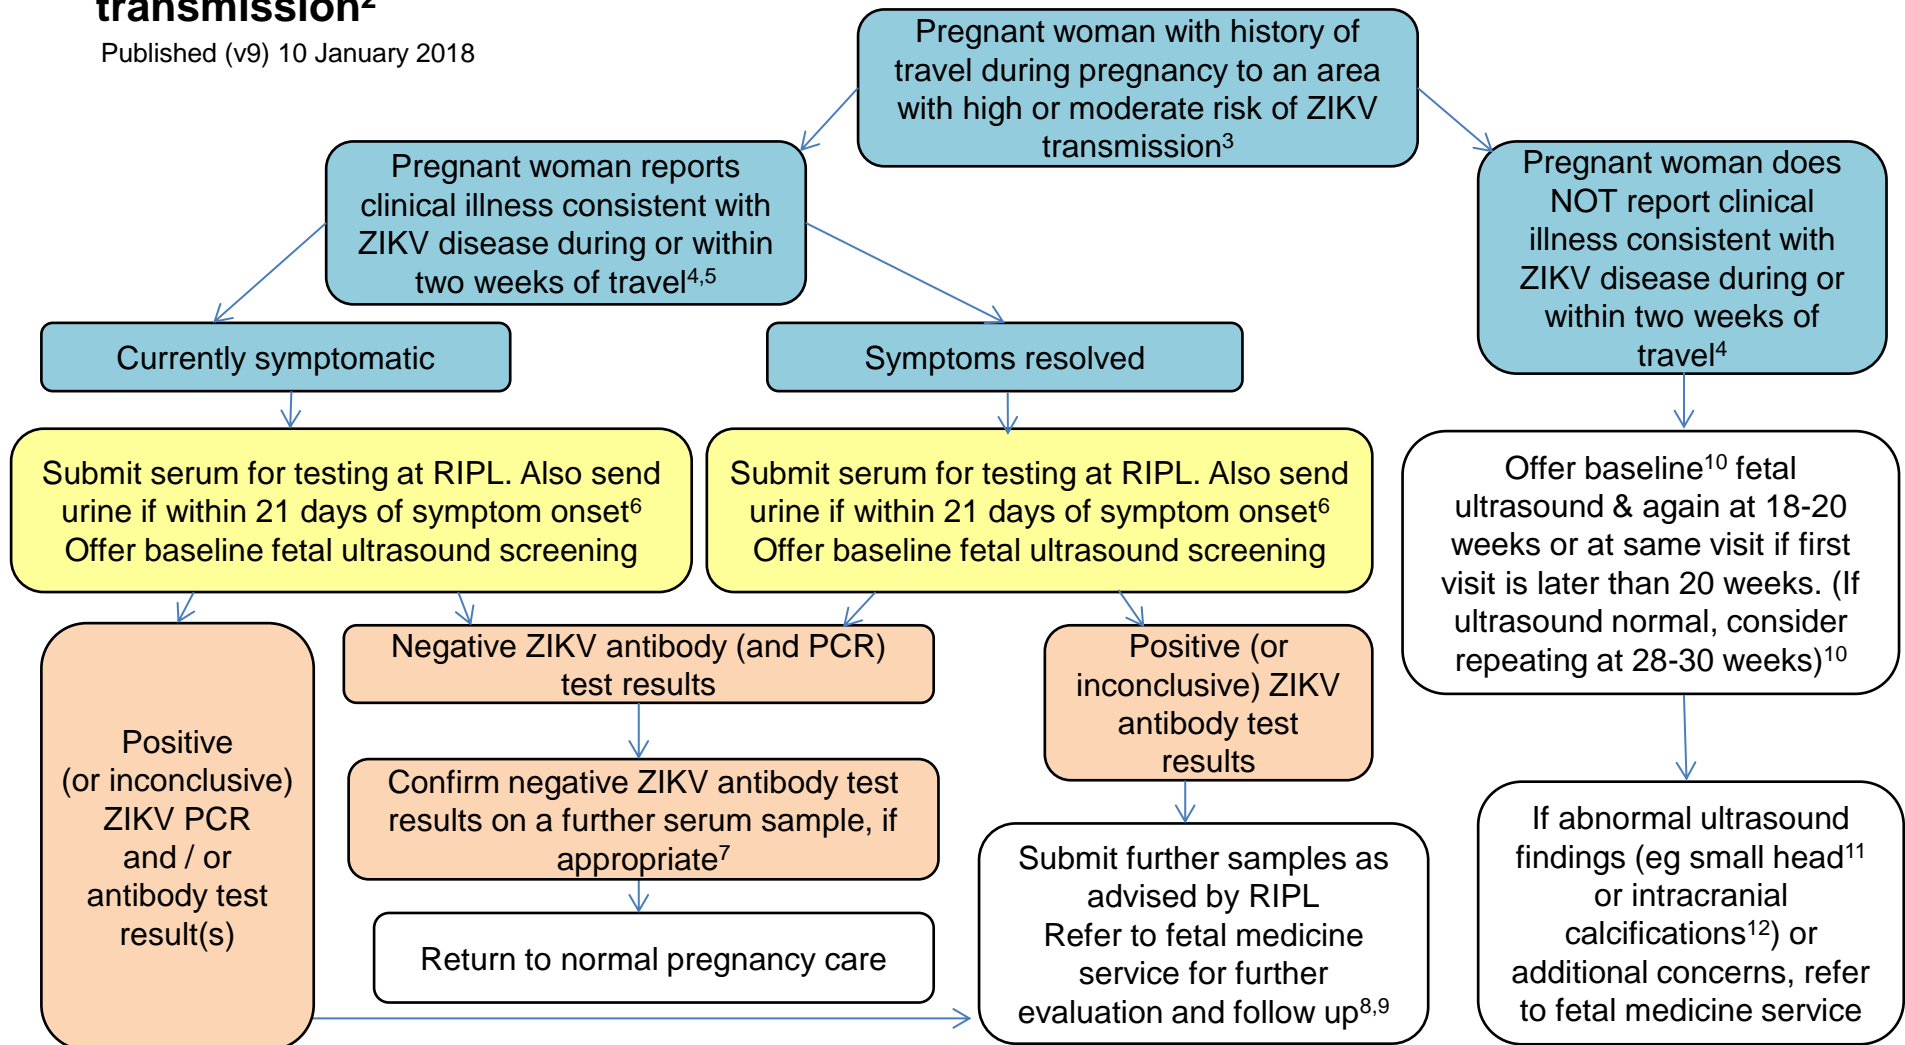 transmission²
Published (v9) 10 January 2018
Pregnant woman with history of
travel during pregnancy to an area
with high or moderate risk of ZIKV
transmission³
Pregnant woman reports
clinical illness consistent with
ZIKV disease during or within
two weeks of travel⁴,⁵
Pregnant woman does
NOT report clinical
illness consistent with
ZIKV disease during or
within two weeks of
travel⁴
Currently symptomatic
Symptoms resolved
Submit serum for testing at RIPL. Also send
urine if within 21 days of symptom onset⁶
Offer baseline fetal ultrasound screening
Submit serum for testing at RIPL. Also send
urine if within 21 days of symptom onset⁶
Offer baseline fetal ultrasound screening
Offer baseline¹⁰ fetal
ultrasound & again at 18-20
weeks or at same visit if first
visit is later than 20 weeks. (If
ultrasound normal, consider
repeating at 28-30 weeks)¹⁰
Positive
(or inconclusive)
ZIKV PCR
and / or
antibody test
result(s)
Negative ZIKV antibody (and PCR)
test results
Positive (or
inconclusive) ZIKV
antibody test
results
Confirm negative ZIKV antibody test
results on a further serum sample, if
appropriate⁷
Return to normal pregnancy care
Submit further samples as
advised by RIPL
Refer to fetal medicine
service for further
evaluation and follow up⁸,⁹
If abnormal ultrasound
findings (eg small head¹¹
or intracranial
calcifications¹²) or
additional concerns, refer
to fetal medicine service